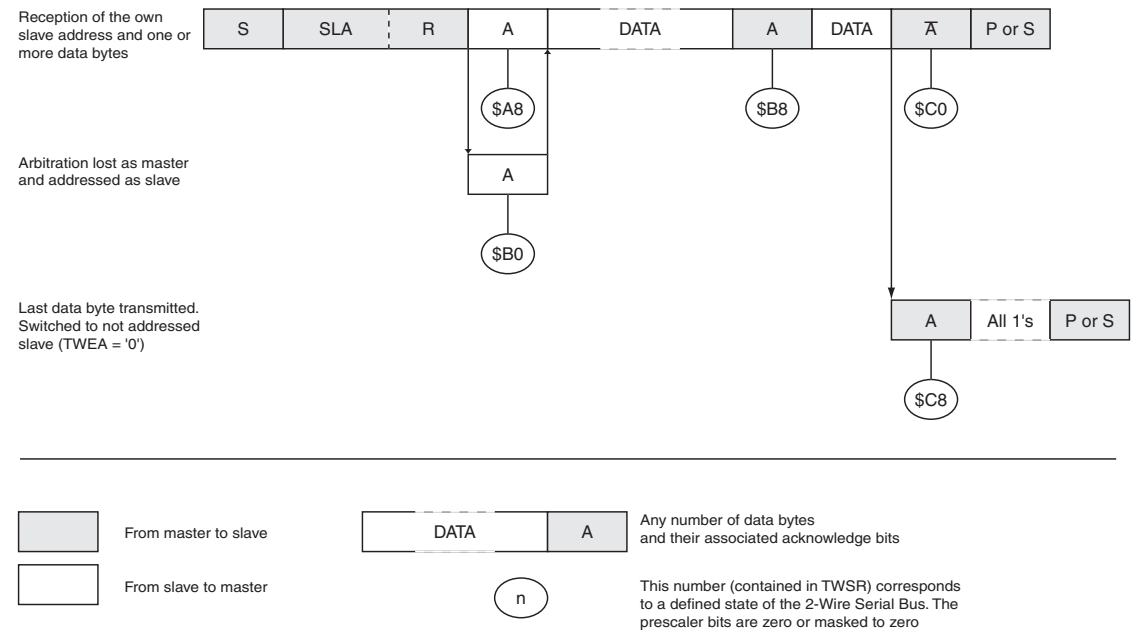 Reception of the own
slave address and one or
more data bytes
S SLA R A DATA A DATA A̅ P or S
$A8 $B8 $C0
Arbitration lost as master
and addressed as slave
A
$B0
Last data byte transmitted.
Switched to not addressed
slave (TWEA = '0')
A All 1's P or S
$C8
From master to slave
DATA A
Any number of data bytes
and their associated acknowledge bits
From slave to master
n
This number (contained in TWSR) corresponds
to a defined state of the 2-Wire Serial Bus. The
prescaler bits are zero or masked to zero